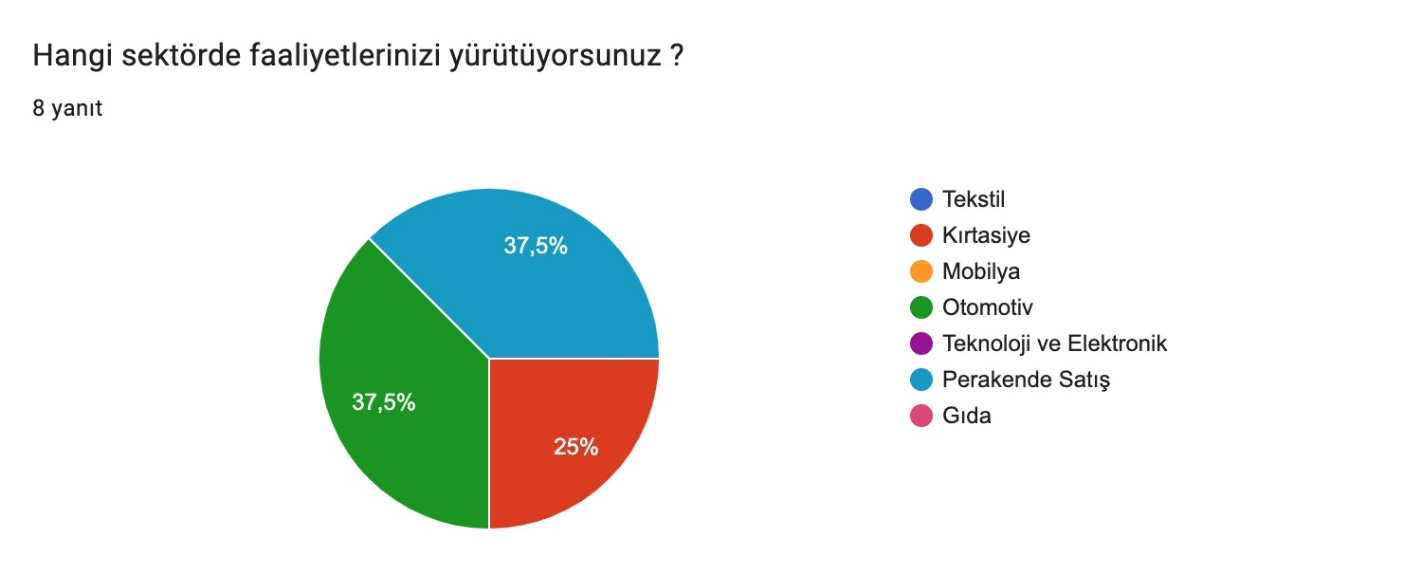 Hangi sektörde faaliyetlerinizi yürütüyorsunuz ?
8 yanıt
37,5%
37,5%
25%
Tekstil
Kırtasiye
Mobilya
Otomotiv
Teknoloji ve Elektronik
Perakende Satış
Gıda